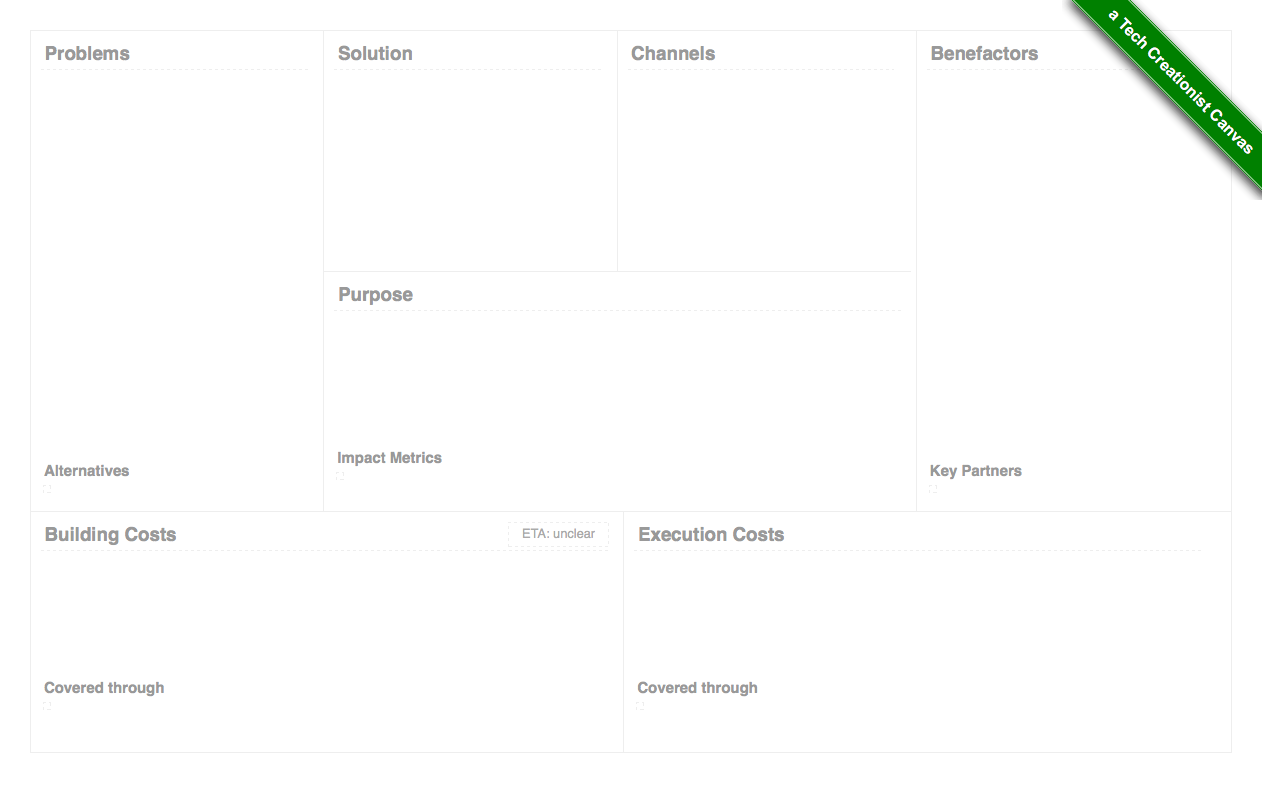 a Tech Creationist Canvas
Problems
Solution
Channels
Benefactors
Purpose
Impact Metrics
Alternatives
Key Partners
Building Costs
ETA: unclear
Execution Costs
Covered through
Covered through